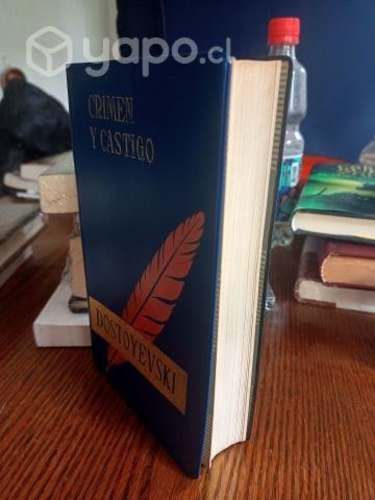 yapo.cl
CRIMEN
Y CASTIGO
DOSTOYEVSKI